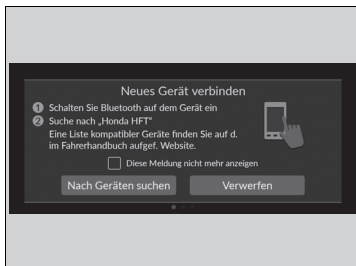 Neues Gerät verbinden
1 Schalten Sie Bluetooth auf dem Gerät ein
2 Suche nach „Honda HFT"
Eine Liste kompatibler Geräte finden Sie auf d.
im Fahrerhandbuch aufgef. Website.
Diese Meldung nicht mehr anzeigen
Nach Geräten suchen Verwerfen